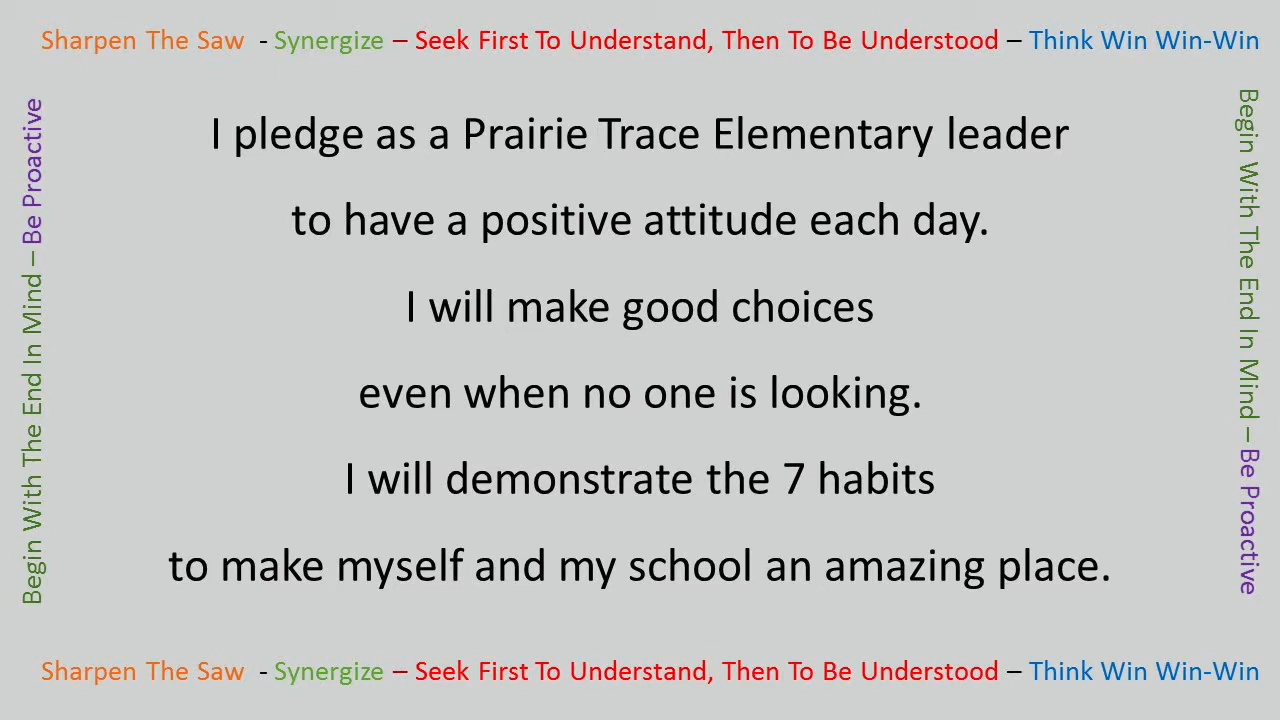 Sharpen The Saw - Synergize – Seek First To Understand, Then To Be Understood – Think Win Win-Win
Begin With The End In Mind – Be Proactive
I pledge as a Prairie Trace Elementary leader
to have a positive attitude each day.
I will make good choices
even when no one is looking.
I will demonstrate the 7 habits
to make myself and my school an amazing place.
Begin With The End In Mind – Be Proactive
Sharpen The Saw - Synergize – Seek First To Understand, Then To Be Understood – Think Win Win-Win